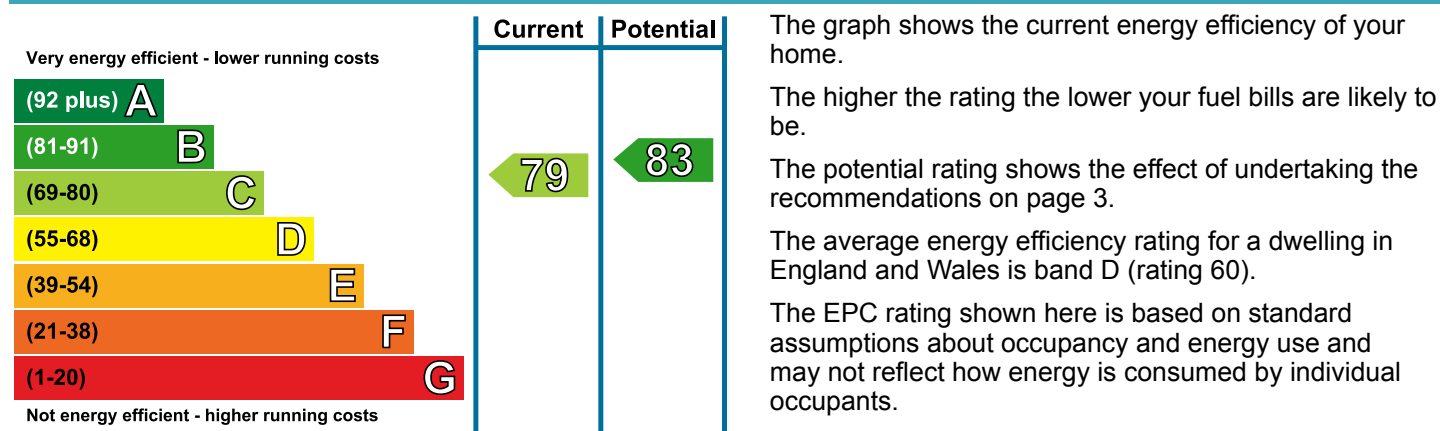 Current Potential
Very energy efficient - lower running costs
(92 plus) A
(81-91) B
(69-80) C
(55-68) D
(39-54) E
(21-38) F
(1-20) G
Not energy efficient - higher running costs
79
83
The graph shows the current energy efficiency of your
home.
The higher the rating the lower your fuel bills are likely to
be.
The potential rating shows the effect of undertaking the
recommendations on page 3.
The average energy efficiency rating for a dwelling in
England and Wales is band D (rating 60).
The EPC rating shown here is based on standard
assumptions about occupancy and energy use and
may not reflect how energy is consumed by individual
occupants.